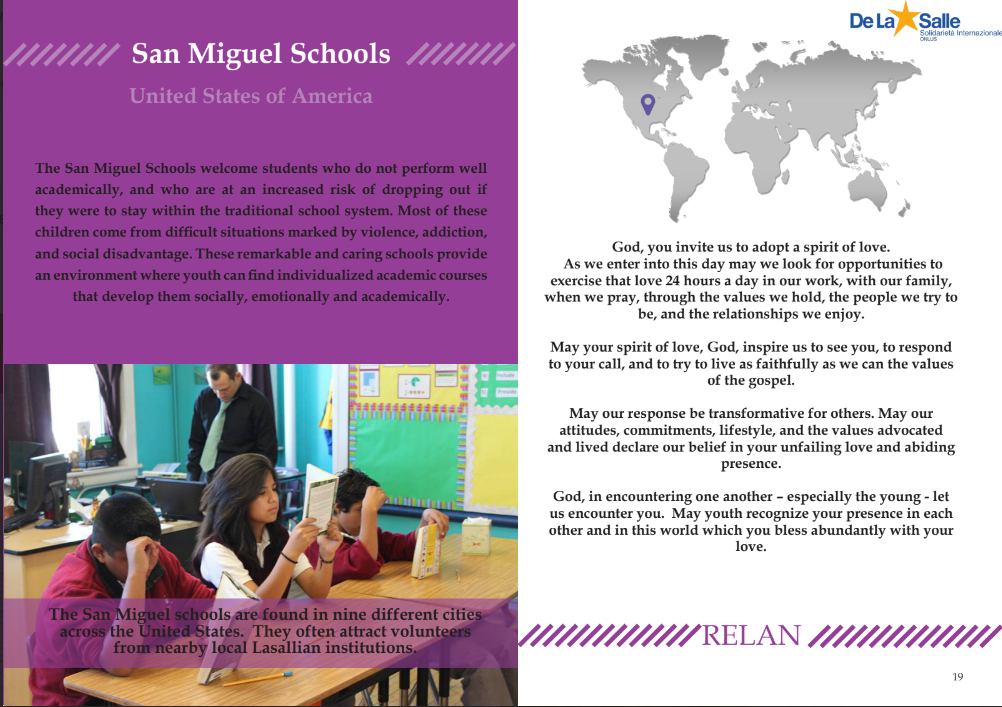 San Miguel Schools
United States of America
The San Miguel Schools welcome students who do not perform well
academically, and who are at an increased risk of dropping out if
they were to stay within the traditional school system. Most of these
children come from difficult situations marked by violence, addiction,
and social disadvantage. These remarkable and caring schools provide
an environment where youth can find individualized academic courses
that develop them socially, emotionally and academically.
Include
Provide
The San Miguel schools are found in nine different cities
across the United States.  They often attract volunteers
from nearby local Lasallian institutions.
De La Salle
Solidarietà Internazionale
ONLUS
God, you invite us to adopt a spirit of love.
As we enter into this day may we look for opportunities to
exercise that love 24 hours a day in our work, with our family,
when we pray, through the values we hold, the people we try to
be, and the relationships we enjoy.
May your spirit of love, God, inspire us to see you, to respond
to your call, and to try to live as faithfully as we can the values
of the gospel.
May our response be transformative for others. May our
attitudes, commitments, lifestyle, and the values advocated
and lived declare our belief in your unfailing love and abiding
presence.
God, in encountering one another – especially the young - let
us encounter you.  May youth recognize your presence in each
other and in this world which you bless abundantly with your
love.
RELAN
19